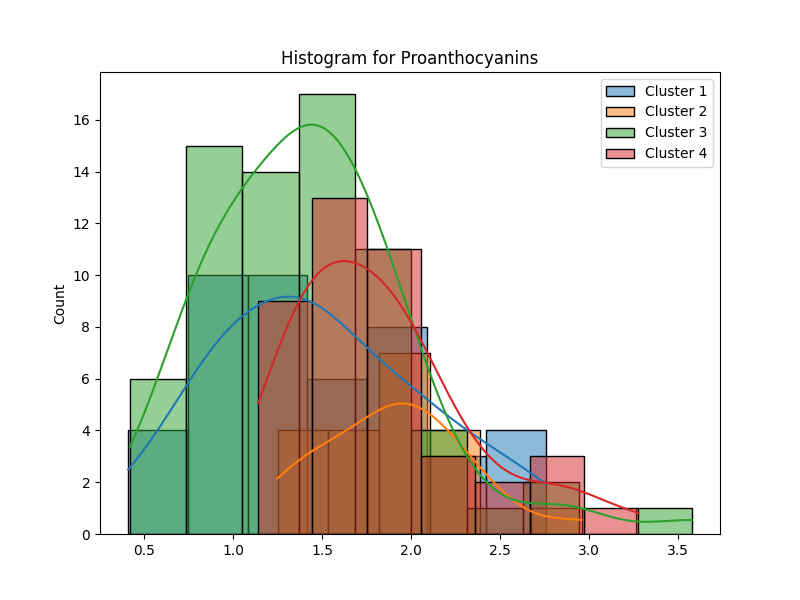 Histogram for Proanthocyanins
Cluster 1
Cluster 2
Cluster 3
Cluster 4
Count
16
14
12
10
8
6
4
2
0
0.5 1.0 1.5 2.0 2.5 3.0 3.5